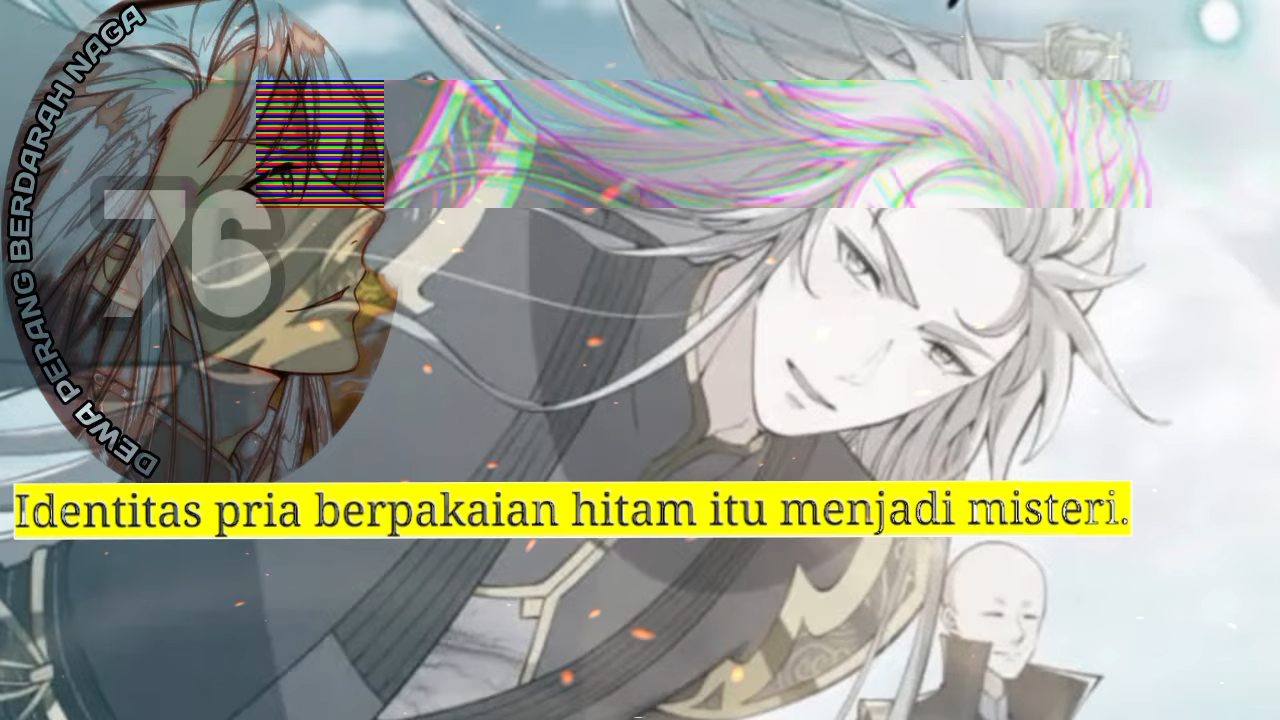 DEWA PERANG BERDARAH NAGA
76
Identitas pria berpakaian hitam itu menjadi misteri.